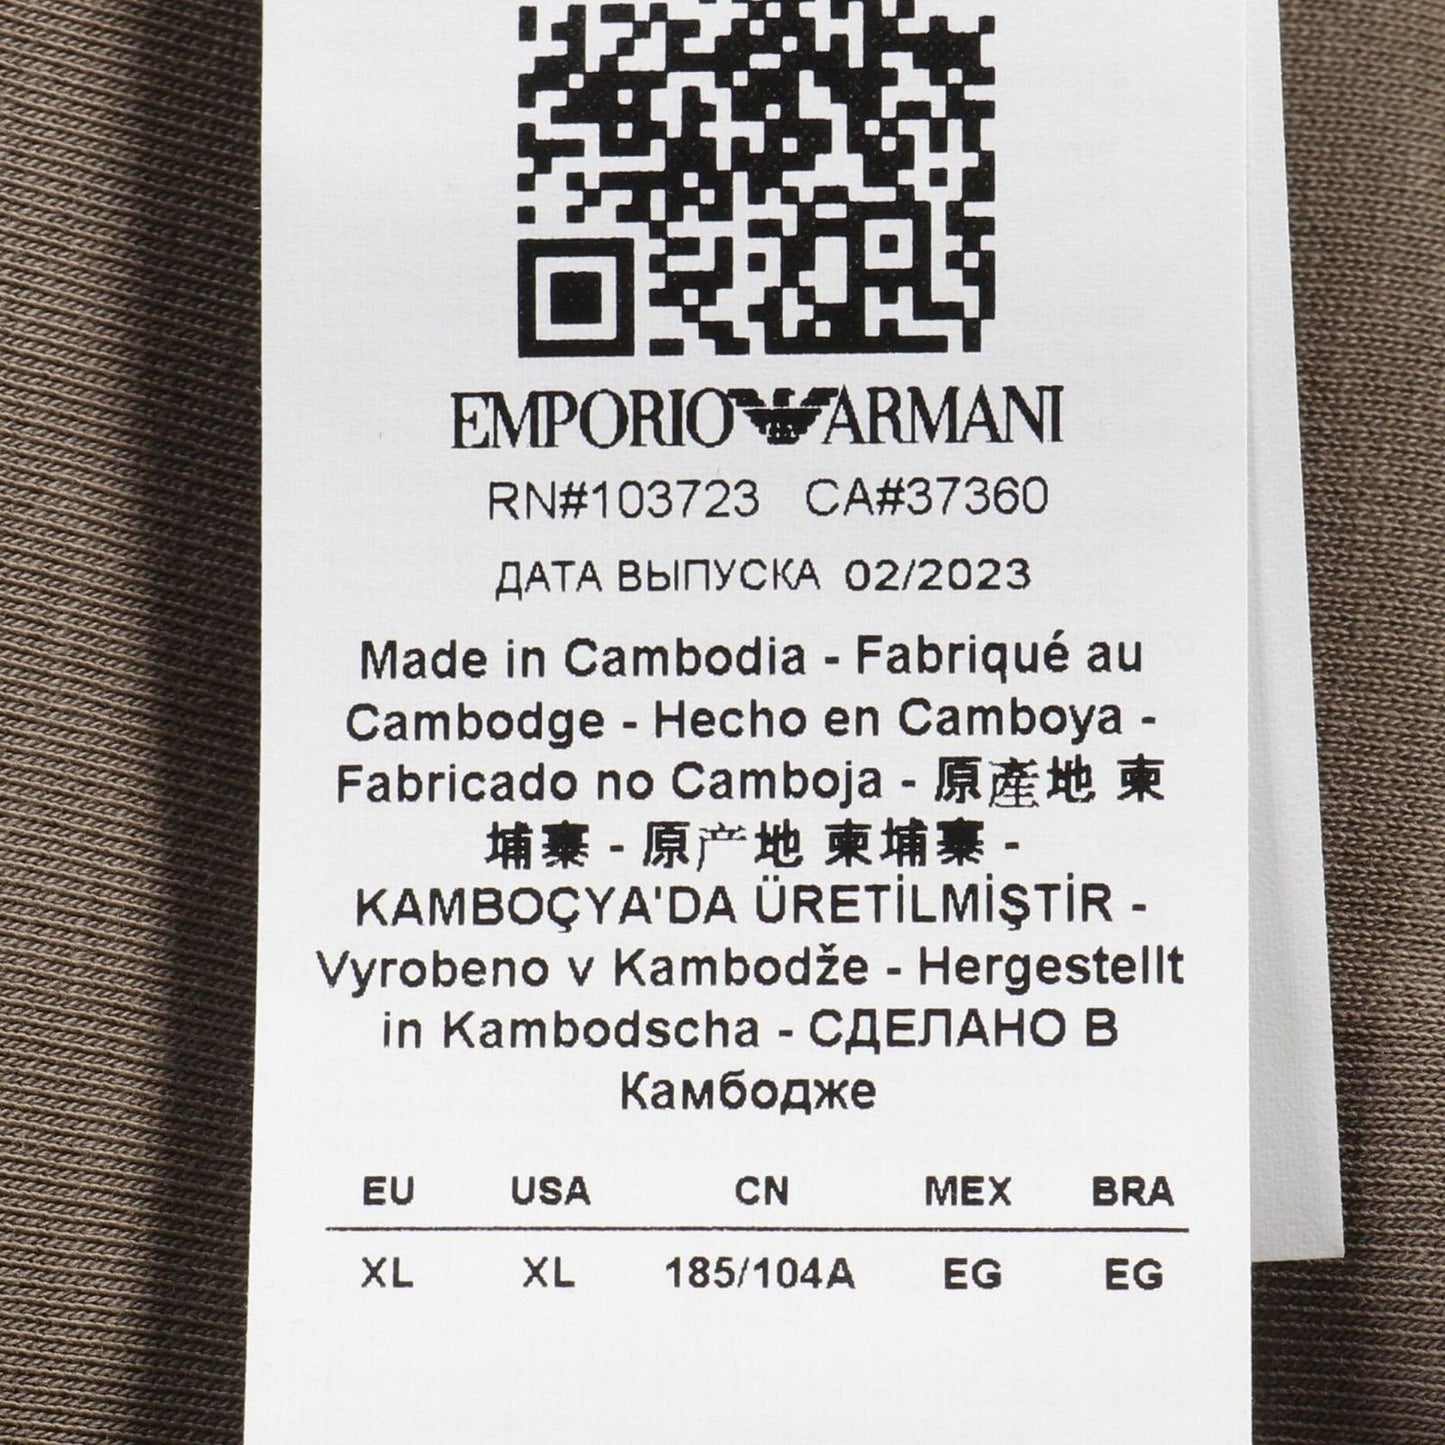 EMPORIO ARMANI
RN#103723 CA#37360
ДАТА ВЫПУСКА 02/2023
Made in Cambodia - Fabriqué au
Cambodge - Hecho en Camboya -
Fabricado no Camboja - 原產地 柬
埔寨 - 原产地 柬埔寨 -
KAMBOÇYA'DA ÜRETİLMİŞTİR -
Vyrobeno v Kambodže - Hergestellt
in Kambodscha - СДЕЛАНО В
Камбодже
EU USA CN MEX BRA
XL XL 185/104A EG EG